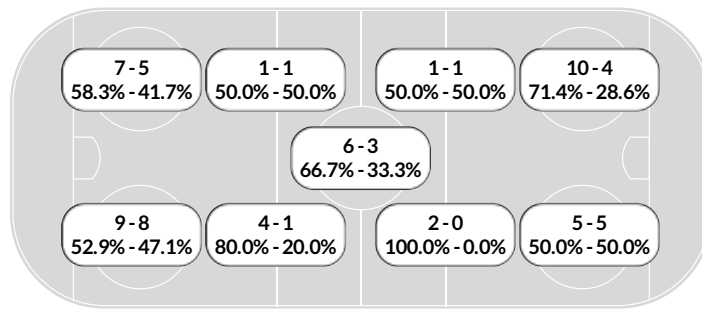 7 - 5
58.3% - 41.7%
1 - 1
50.0% - 50.0%
1 - 1
50.0% - 50.0%
10 - 4
71.4% - 28.6%
6 - 3
66.7% - 33.3%
9 - 8
52.9% - 47.1%
4 - 1
80.0% - 20.0%
2 - 0
100.0% - 0.0%
5 - 5
50.0% - 50.0%